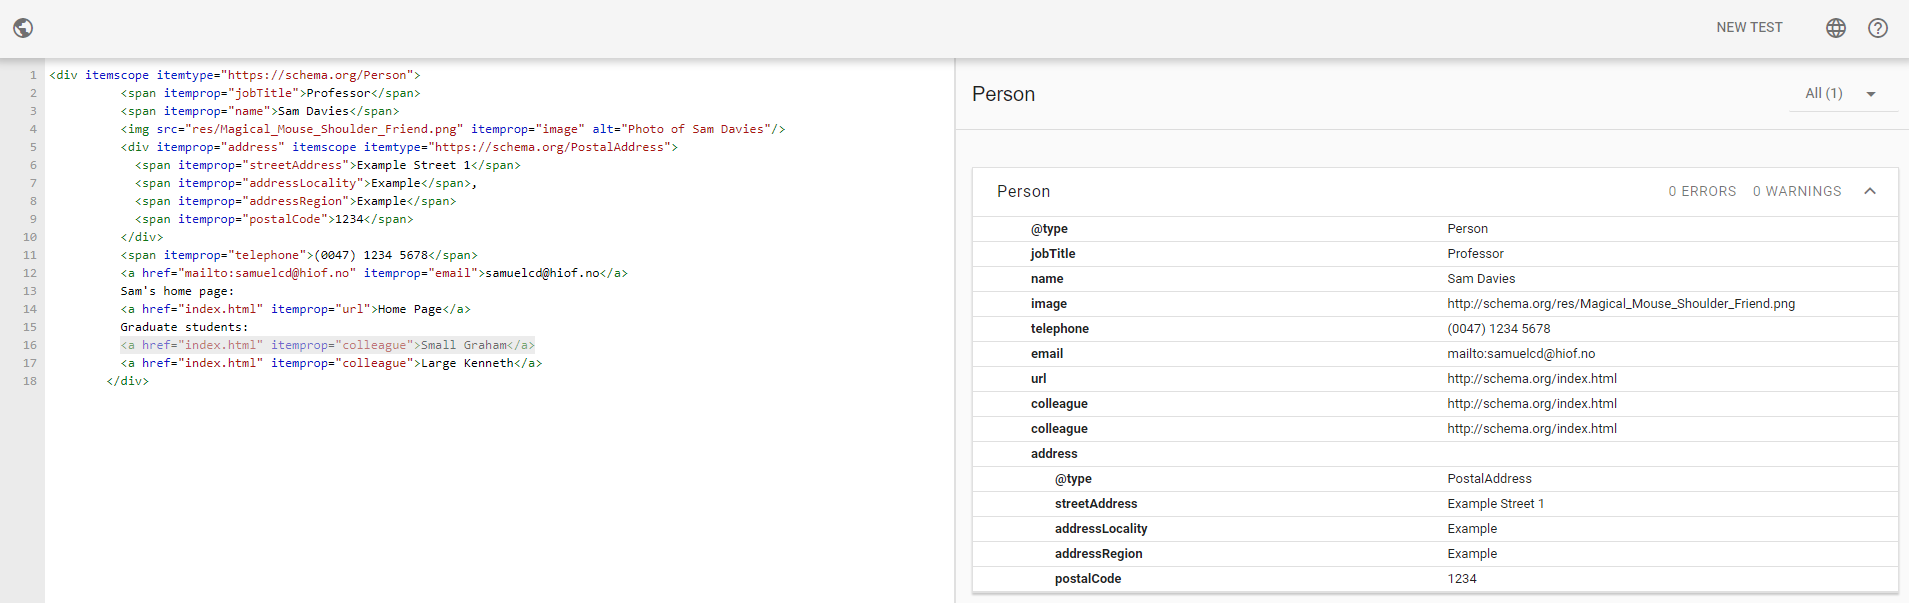 NEW TEST
1 <div itemscope itemtype="https://schema.org/Person">
2 <span itemprop="jobTitle">Professor</span>
3 <span itemprop="name">Sam Davies</span>
4 <img src="res/Magical_Mouse_Shoulder_Friend.png" itemprop="image" alt="Photo of Sam Davies"/>
5 <div itemprop="address" itemscope itemtype="https://schema.org/PostalAddress">
6 <span itemprop="streetAddress">Example Street 1</span>
7 <span itemprop="addressLocality">Example</span>,
8 <span itemprop="addressRegion">Example</span>
9 <span itemprop="postalCode">1234</span>
10 </div>
11 <span itemprop="telephone">(0047) 1234 5678</span>
12 <a href="mailto:samuelcd@hiof.no" itemprop="email">samuelcd@hiof.no</a>
13 Sam's home page:
14 <a href="index.html" itemprop="url">Home Page</a>
15 Graduate students:
16 <a href="index.html" itemprop="colleague">Small Graham</a>
17 <a href="index.html" itemprop="colleague">Large Kenneth</a>
18 </div>
Person All (1)
Person 0 ERRORS 0 WARNINGS
@type Person
jobTitle Professor
name Sam Davies
image http://schema.org/res/Magical_Mouse_Shoulder_Friend.png
telephone (0047) 1234 5678
email mailto:samuelcd@hiof.no
url http://schema.org/index.html
colleague http://schema.org/index.html
colleague http://schema.org/index.html
address
@type PostalAddress
streetAddress Example Street 1
addressLocality Example
addressRegion Example
postalCode 1234